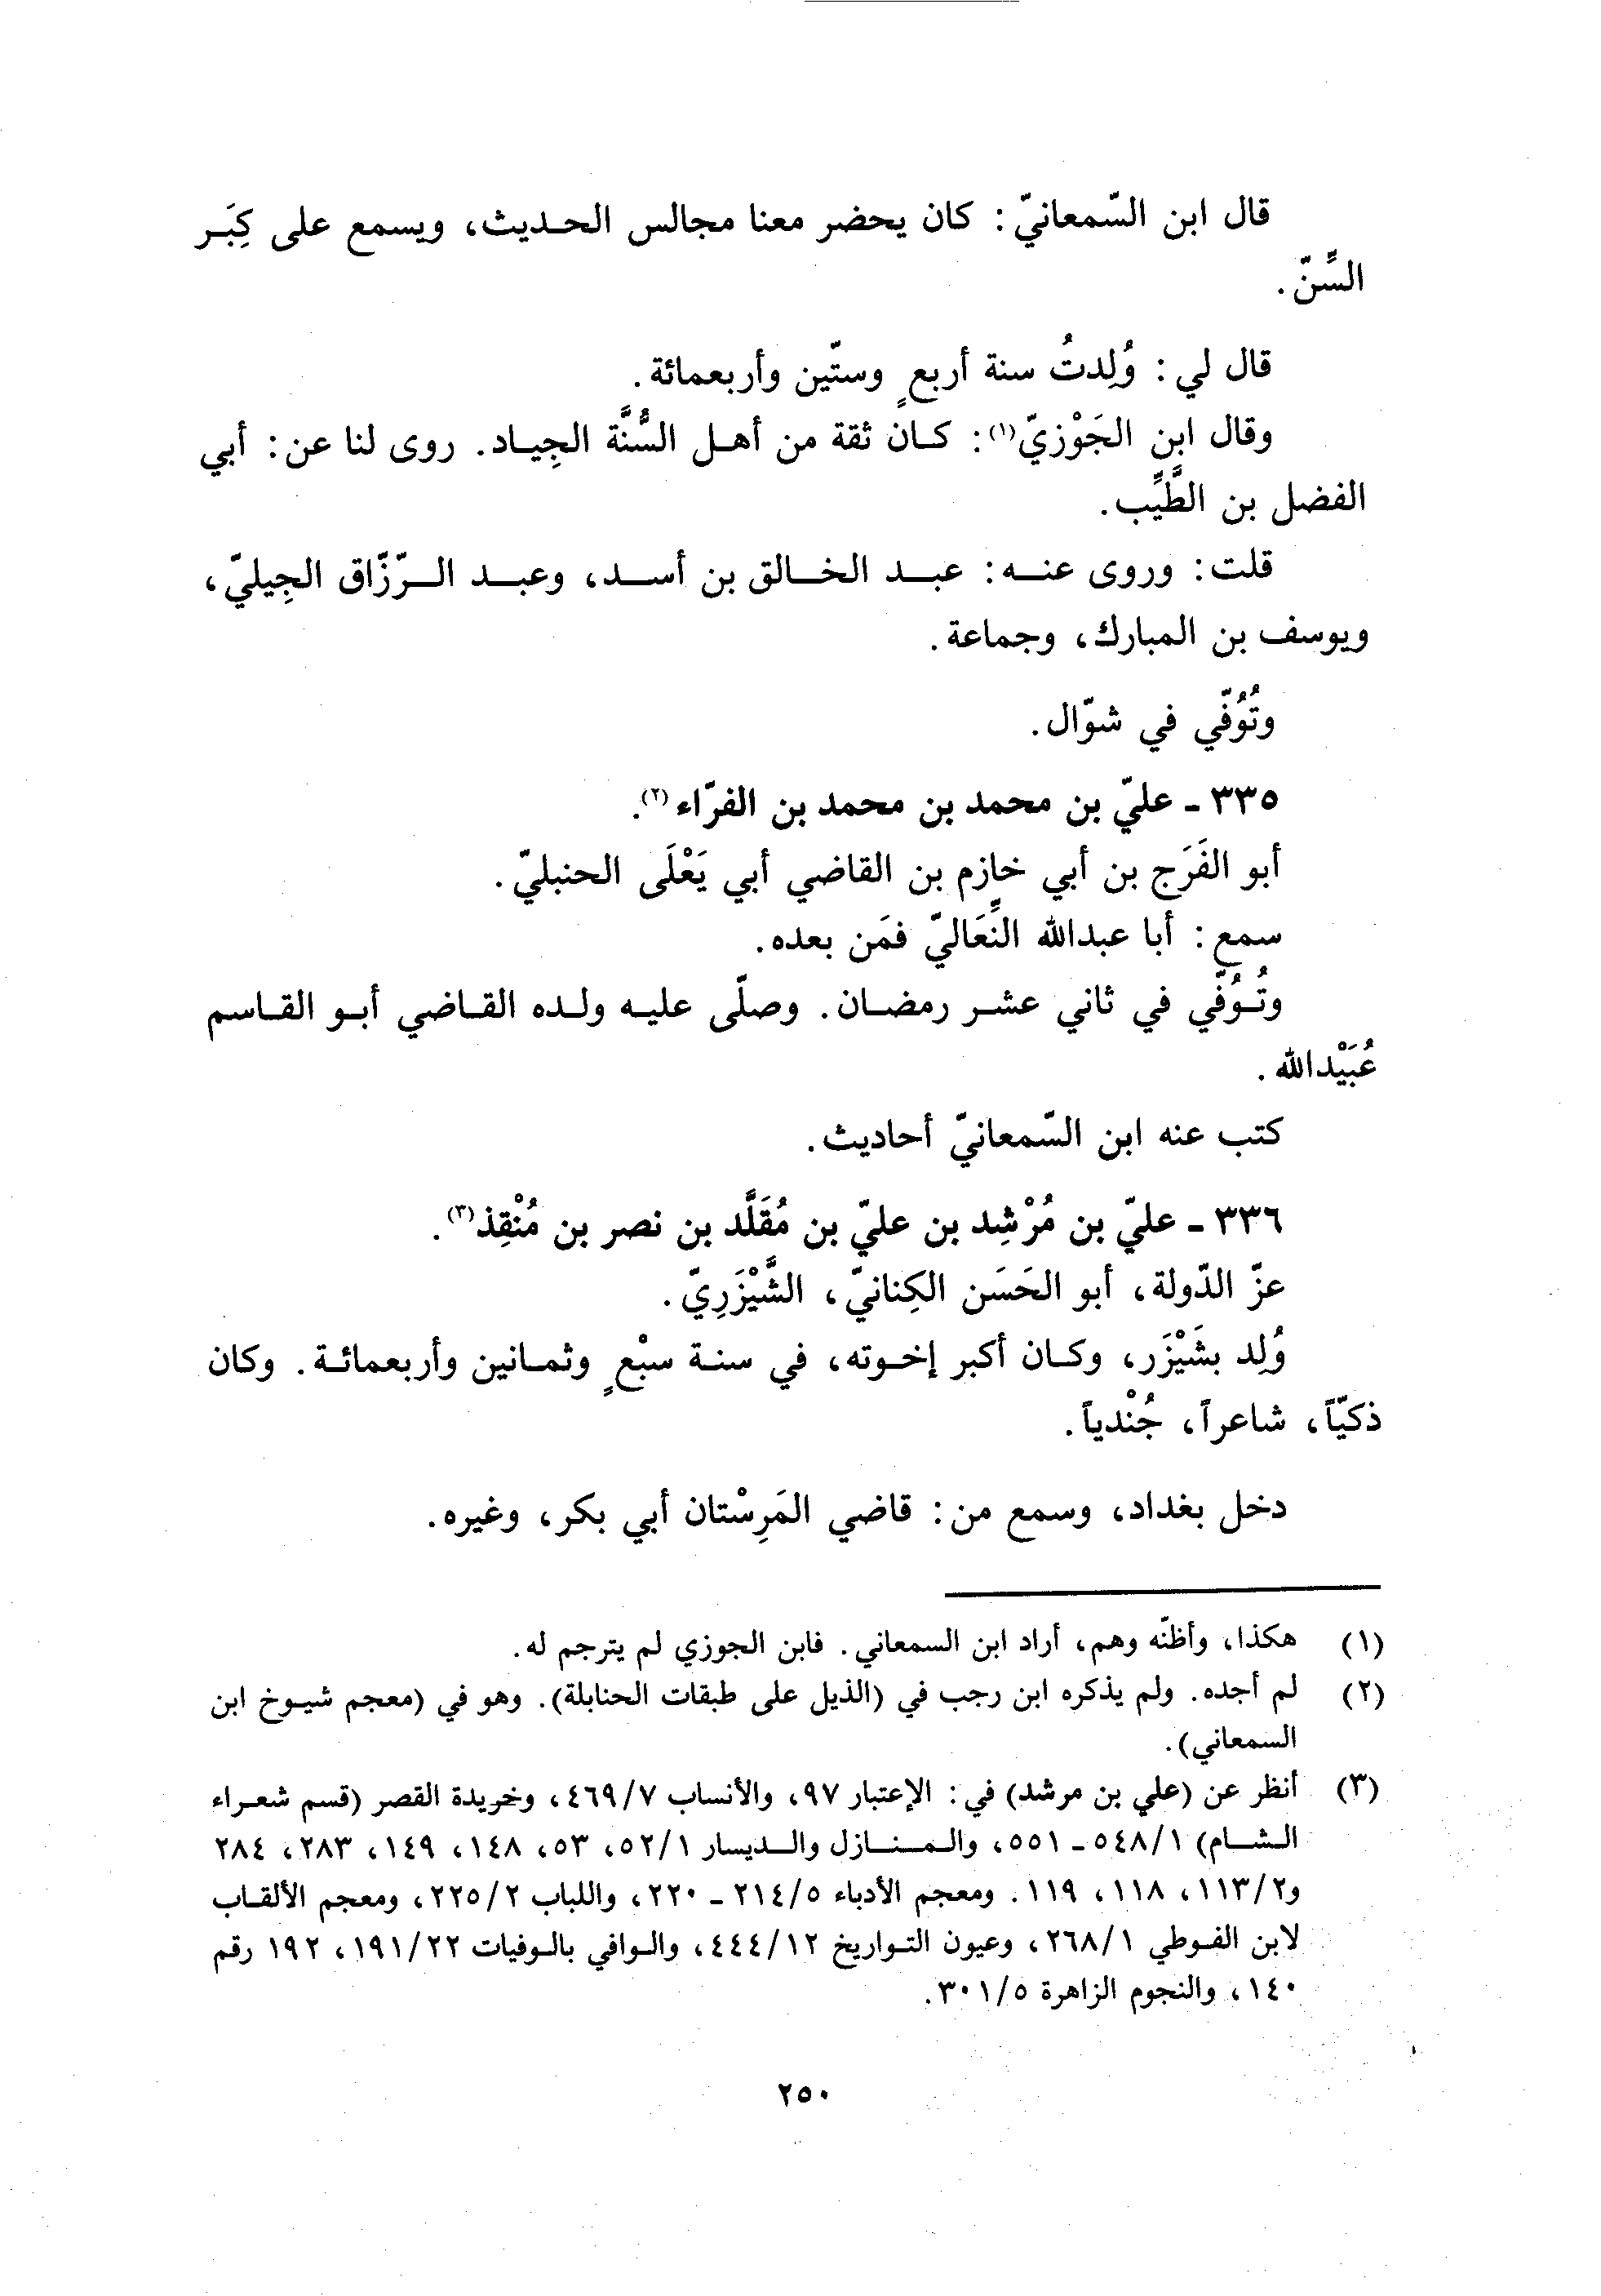 قال ابن السّمعانيّ: كان يحضر معنا مجالس الحديث، ويسمع على كِبَر
السِّنّ.
قال لي: وُلِدتُ سنة أربعٍ وستّين وأربعمائة.
وقال ابن الجَوْزيّ(١): كان ثقة من أهل السُّنَّة الجِياد. روى لنا عن: أبي
الفضل بن الطَّيِّب.
قلت: وروى عنه: عبد الخالق بن أسد، وعبد الرّزّاق الجِيليّ،
ويوسف بن المبارك، وجماعة.
وتُوُفّي في شوّال.
٣٣٥ - عليّ بن محمد بن محمد بن الفرّاء(٢).
أبو الفَرَج بن أبي خازم بن القاضي أبي يَعْلَى الحنبليّ.
سمع: أبا عبدالله النِّعَاليّ فمَن بعده.
وتُوُفّي في ثاني عشر رمضان. وصلّى عليه ولده القاضي أبو القاسم
عُبَيْدالله.
كتب عنه ابن السّمعانيّ أحاديث.
٣٣٦ - عليّ بن مُرْشِد بن عليّ بن مُقَلَّد بن نصر بن مُنْقِذ(٣).
عزّ الدّولة، أبو الحَسَن الكِنانيّ، الشَّيْزَرِيّ.
وُلِد بشَيْزَر، وكان أكبر إخوته، في سنة سبْعٍ وثمانين وأربعمائة. وكان
ذكيّاً، شاعراً، جُنْدياً.
دخل بغداد، وسمع من: قاضي المَرِسْتان أبي بكر، وغيره.
(١) هكذا، وأظنّه وهم، أراد ابن السمعاني. فابن الجوزي لم يترجم له.
(٢) لم أجده. ولم يذكره ابن رجب في (الذيل على طبقات الحنابلة). وهو في (معجم شيوخ ابن
السمعاني).
(٣) أنظر عن (علي بن مرشد) في: الإعتبار ٩٧، والأنساب ٤٦٩/٧، وخريدة القصر (قسم شعراء
الشام) ٥٤٨/١ - ٥٥١، والمنازل والديار ٥٢/١، ٥٣، ١٤٨، ١٤٩، ٢٨٣، ٢٨٤
و١١٣/٢، ١١٨، ١١٩. ومعجم الأدباء ٢١٤/٥ - ٢٢٠، واللباب ٢٢٥/٢، ومعجم الألقاب
لابن الفوطي ٢٦٨/١، وعيون التواريخ ٤٤٤/١٢، والوافي بالوفيات ١٩١/٢٢، ١٩٢ رقم
١٤٠، والنجوم الزاهرة ٣٠١/٥.
٢٥٠